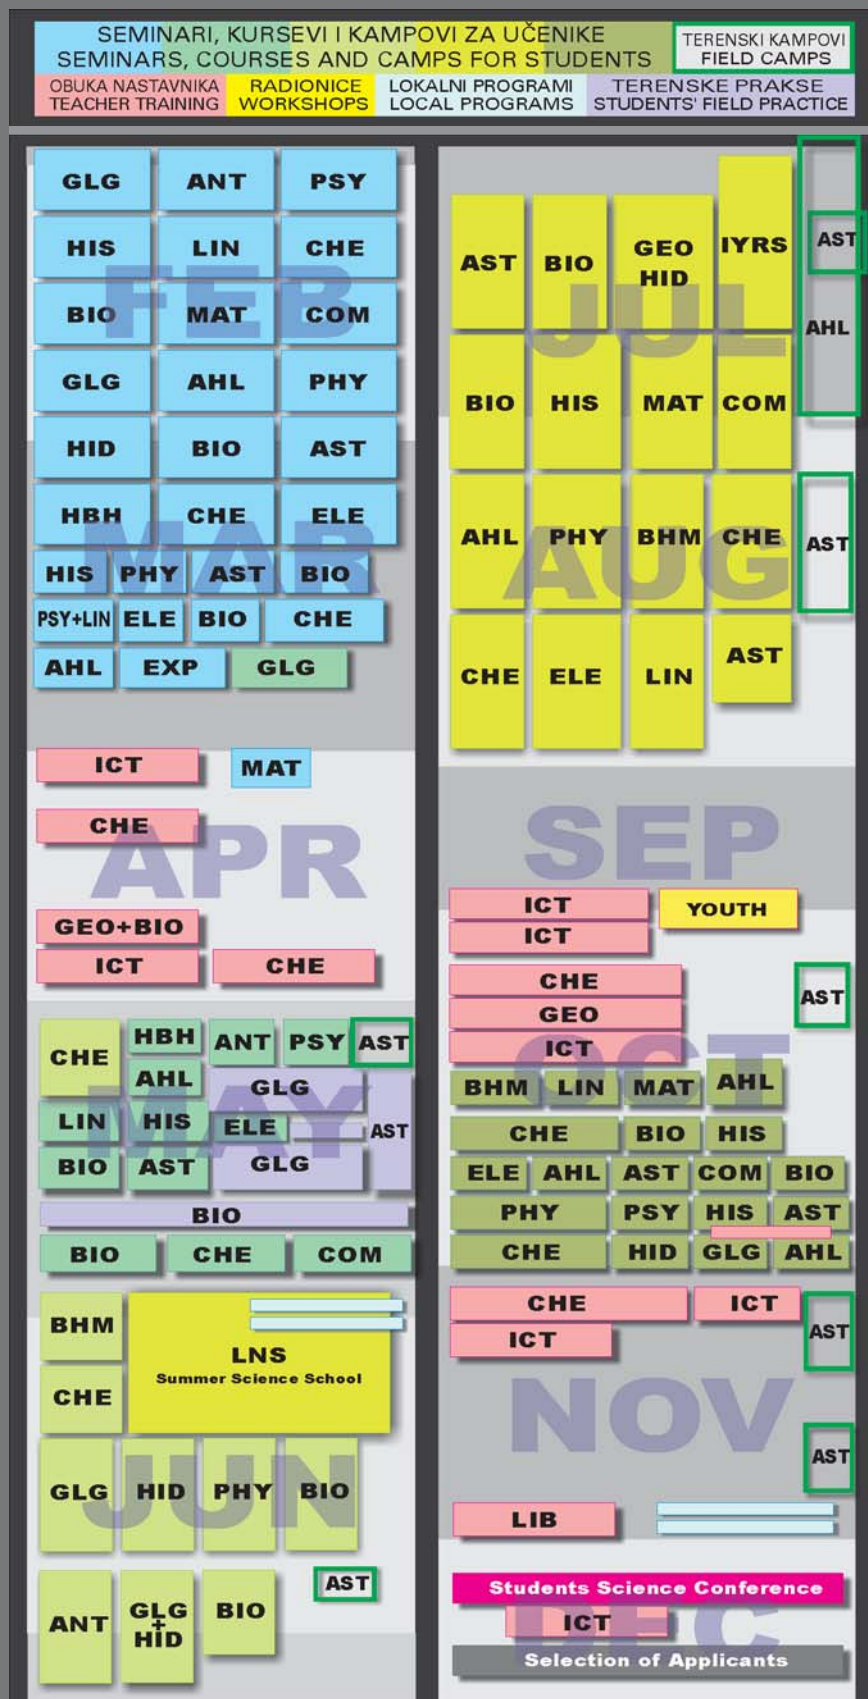 SEMINARI, KURSEVI I KAMPOVI ZA UČENIKE
SEMINARS, COURSES AND CAMPS FOR STUDENTS
TERENSKI KAMPOVI
FIELD CAMPS
OBUKA NASTAVNIKA
TEACHER TRAINING
RADIONICE
WORKSHOPS
LOKALNI PROGRAMI
LOCAL PROGRAMS
TERENSKE PRAKSE
STUDENTS' FIELD PRACTICE
FEB
GLG ANT PSY
HIS LIN CHE
BIO MAT COM
GLG AHL PHY
HID BIO AST
MAR
HBH CHE ELE
HIS PHY AST BIO
PSY+LIN ELE BIO CHE
AHL EXP GLG
APR
ICT MAT
CHE
GEO+BIO
ICT CHE
MAY
CHE HBH ANT PSY AST
AHL GLG
LIN HIS ELE AST
BIO AST GLG
BIO
BIO CHE COM
JUN
BHM
LNS
Summer Science School
CHE
GLG HID PHY BIO
AST
ANT GLG + HID BIO
JUL
AST BIO GEO HID IYRS AST
AHL
BIO HIS MAT COM
AUG
AHL PHY BHM CHE AST
CHE ELE LIN AST
SEP
ICT YOUTH
ICT
OCT
CHE AST
GEO
ICT
BHM LIN MAT AHL
CHE BIO HIS
ELE AHL AST COM BIO
PHY PSY HIS AST
CHE HID GLG AHL
NOV
CHE ICT AST
ICT
AST
LIB
DEC
Students Science Conference
ICT
Selection of Applicants